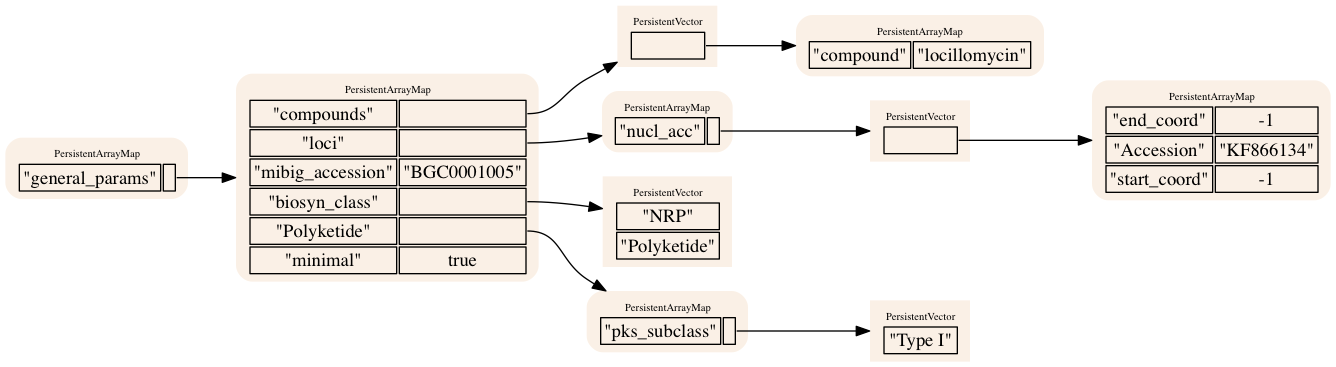 PersistentArrayMap
"general_params"
PersistentArrayMap
"compounds"
"loci"
"mibig_accession" "BGC0001005"
"biosyn_class"
"Polyketide"
"minimal" true
PersistentVector
PersistentArrayMap
"compound" "locillomycin"
PersistentArrayMap
"nucl_acc"
PersistentVector
PersistentArrayMap
"end_coord" -1
"Accession" "KF866134"
"start_coord" -1
PersistentVector
"NRP"
"Polyketide"
PersistentArrayMap
"pks_subclass"
PersistentVector
"Type I"